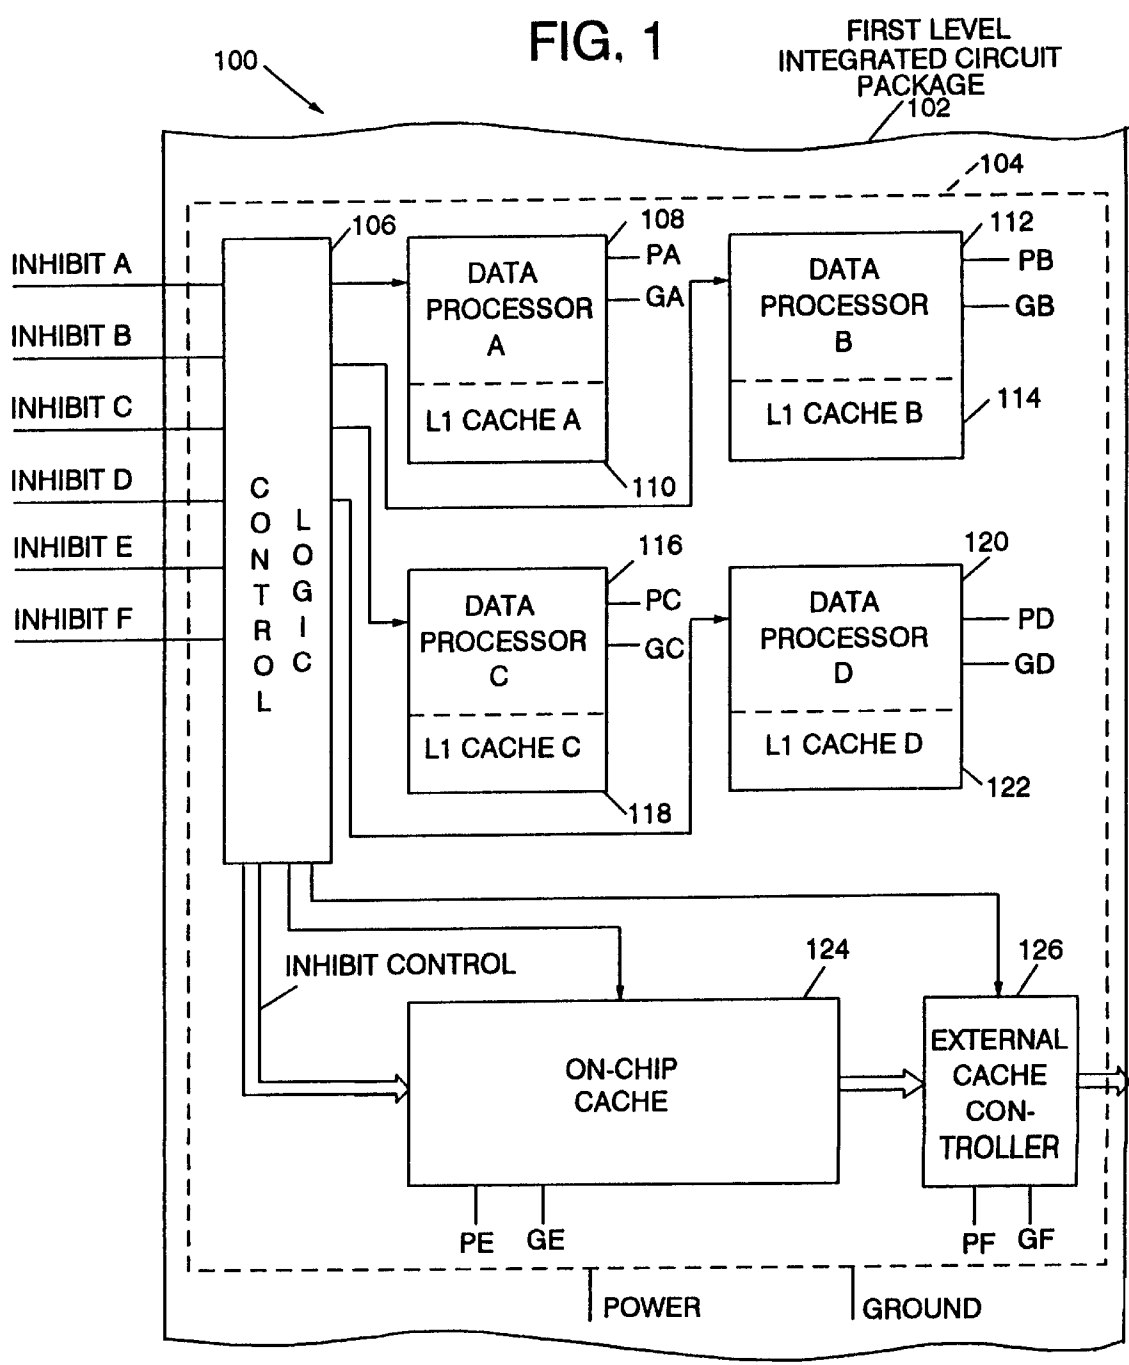 FIG. 1
FIRST LEVEL
INTEGRATED CIRCUIT
PACKAGE
100
102
104
106
108
112
INHIBIT A
INHIBIT B
INHIBIT C
INHIBIT D
INHIBIT E
INHIBIT F
CONTROL
LOGIC
DATA
PROCESSOR
A
PA
GA
L1 CACHE A
110
DATA
PROCESSOR
B
PB
GB
L1 CACHE B
114
116
DATA
PROCESSOR
C
PC
GC
L1 CACHE C
118
120
DATA
PROCESSOR
D
PD
GD
L1 CACHE D
122
INHIBIT CONTROL
124
ON-CHIP
CACHE
PE
GE
126
EXTERNAL
CACHE
CON-
TROLLER
PF
GF
POWER
GROUND